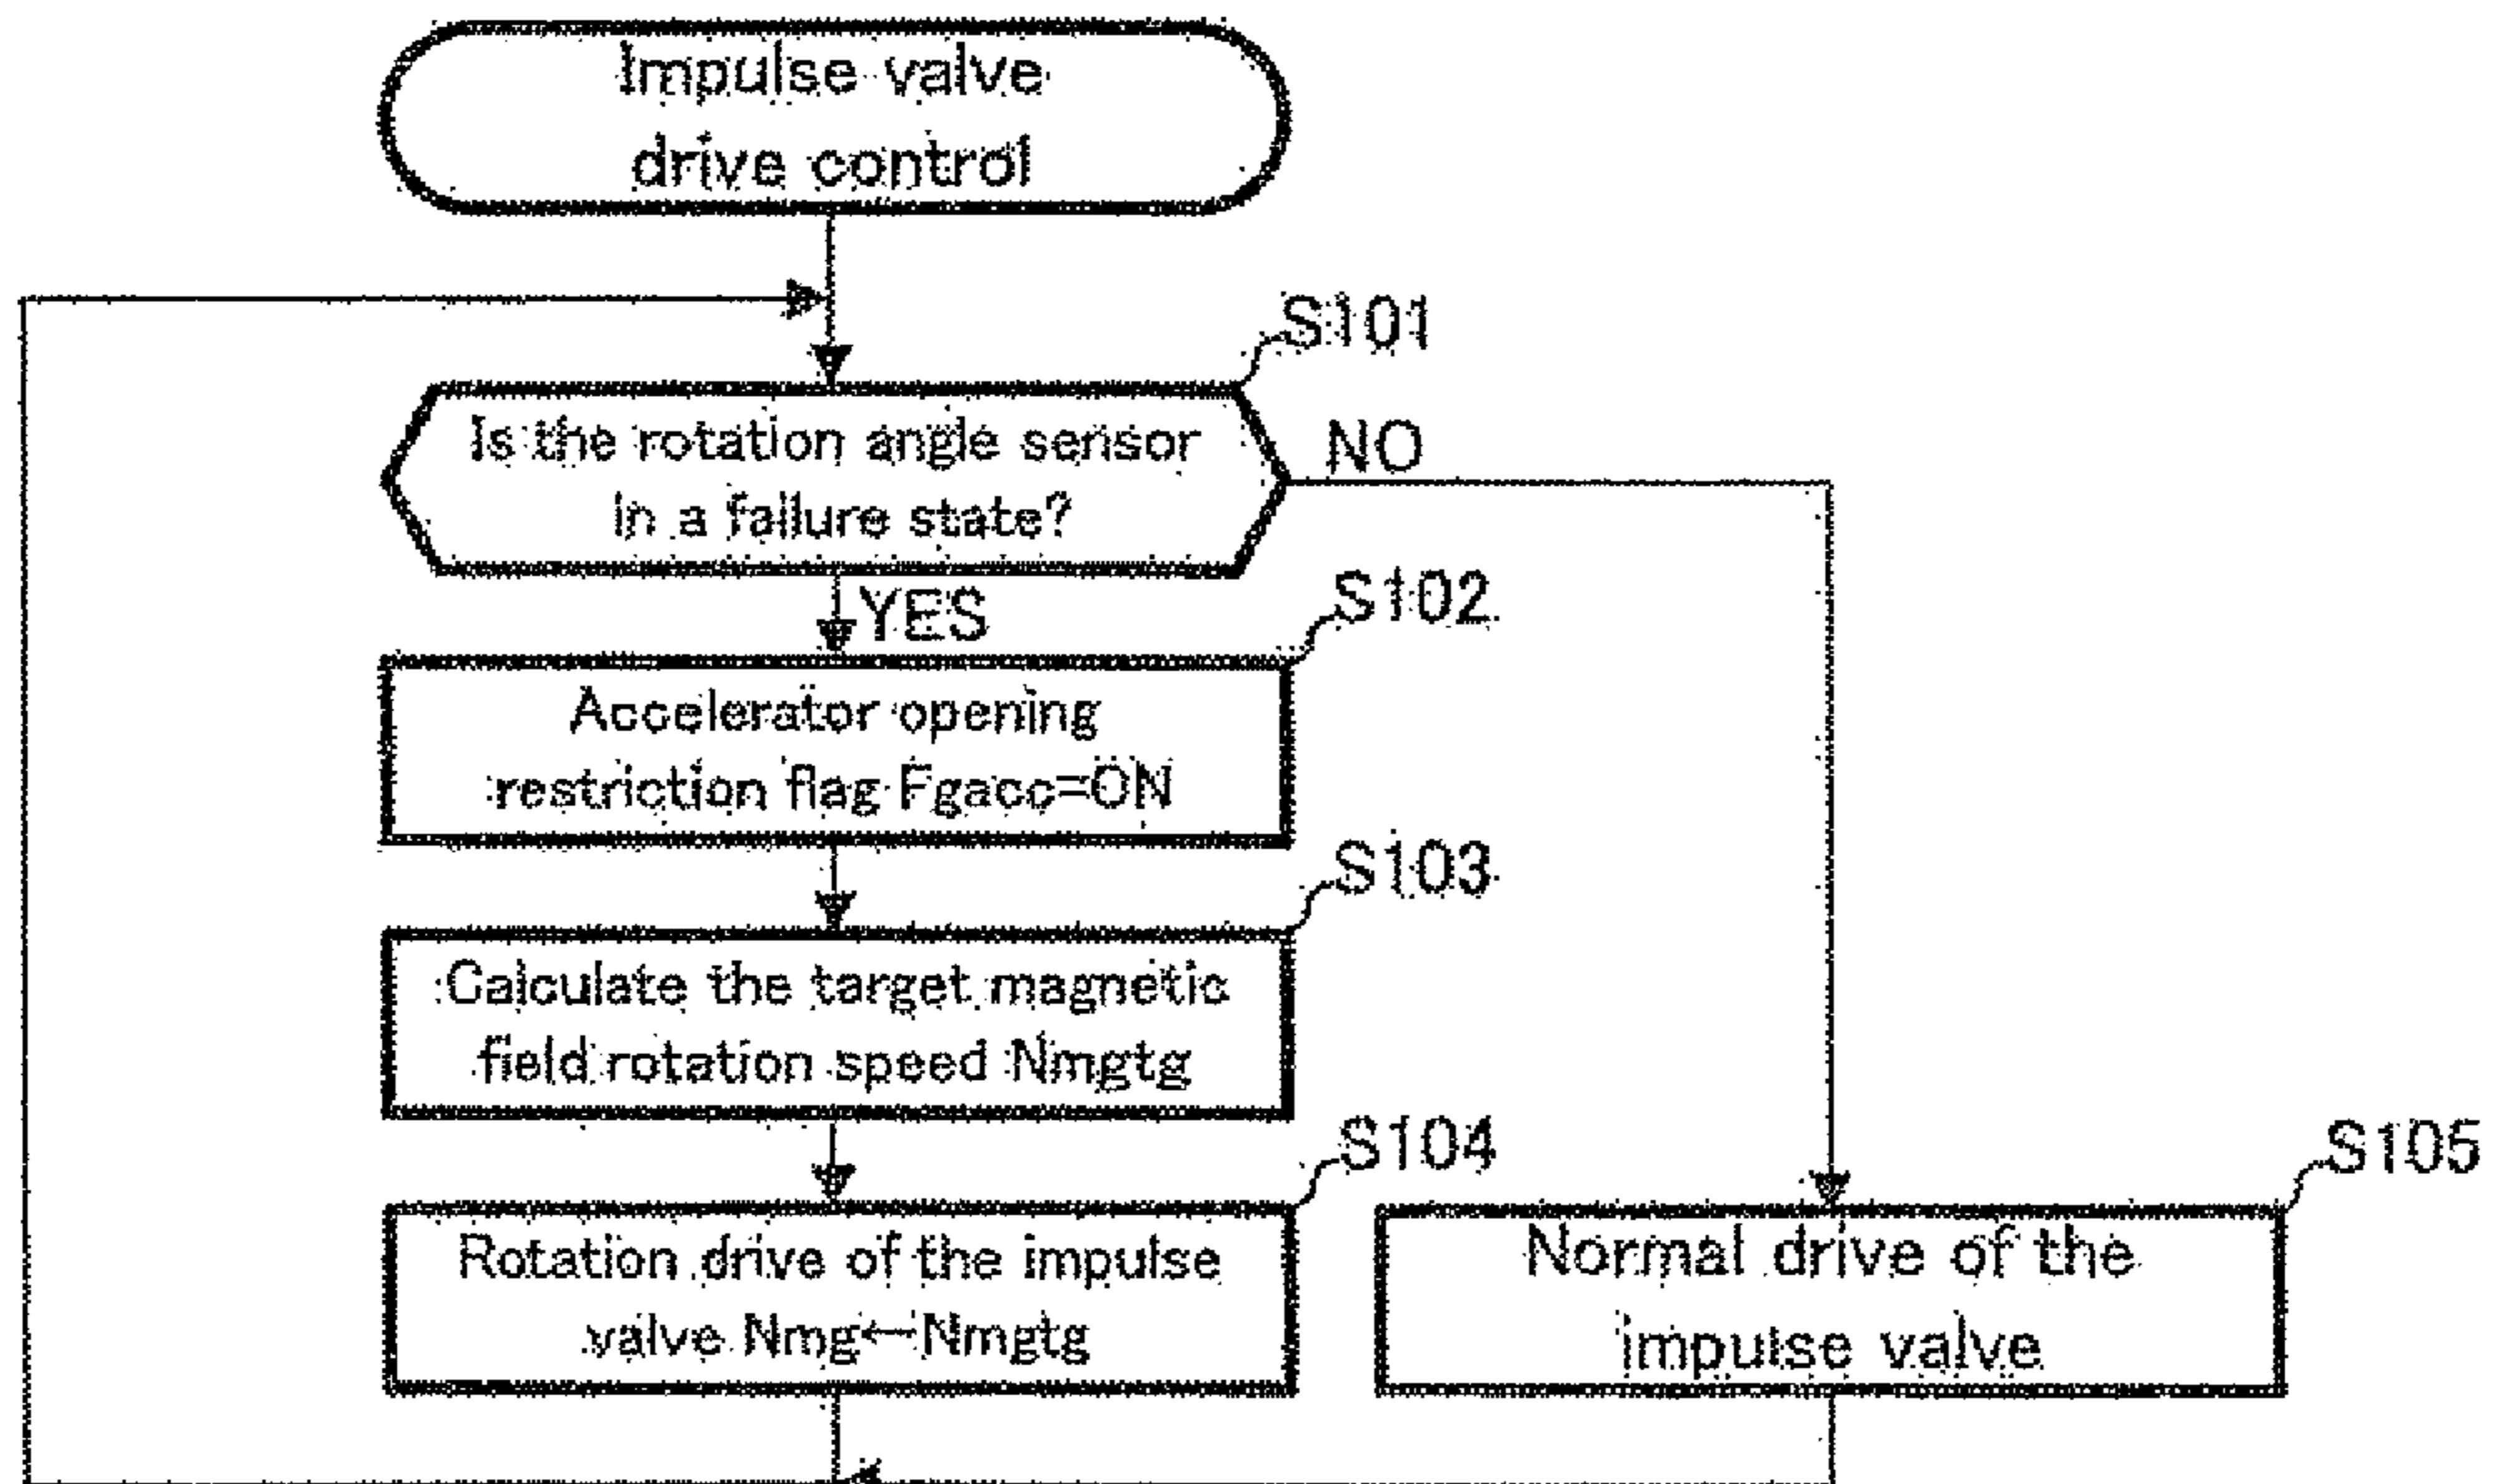 Impulse valve
drive control
S101
Is the rotation angle sensor
in a failure state?
NO
YES
S102
Accelerator opening
restriction flag Fgacc=ON
S103
Calculate the target magnetic
field rotation speed Nmgtg
S104
Rotation drive of the impulse
valve Nmg←Nmgtg
S105
Normal drive of the
impulse valve